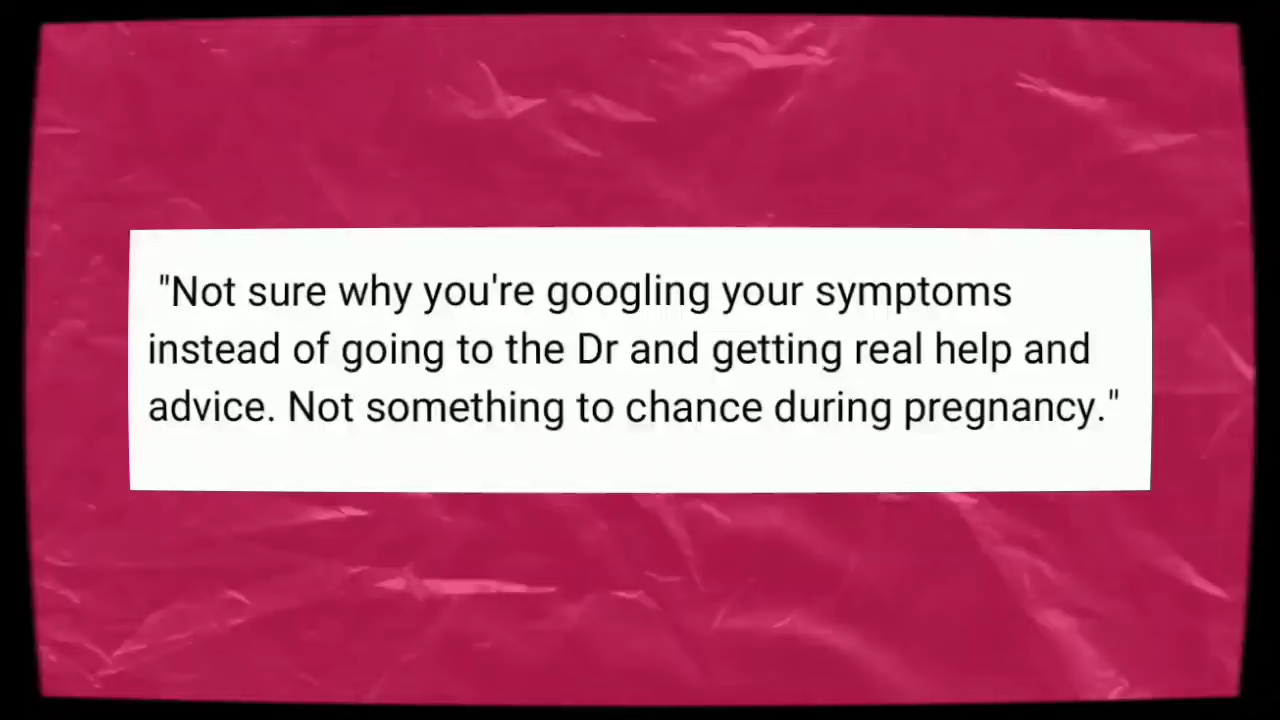 "Not sure why you're googling your symptoms
instead of going to the Dr and getting real help and
advice. Not something to chance during pregnancy."